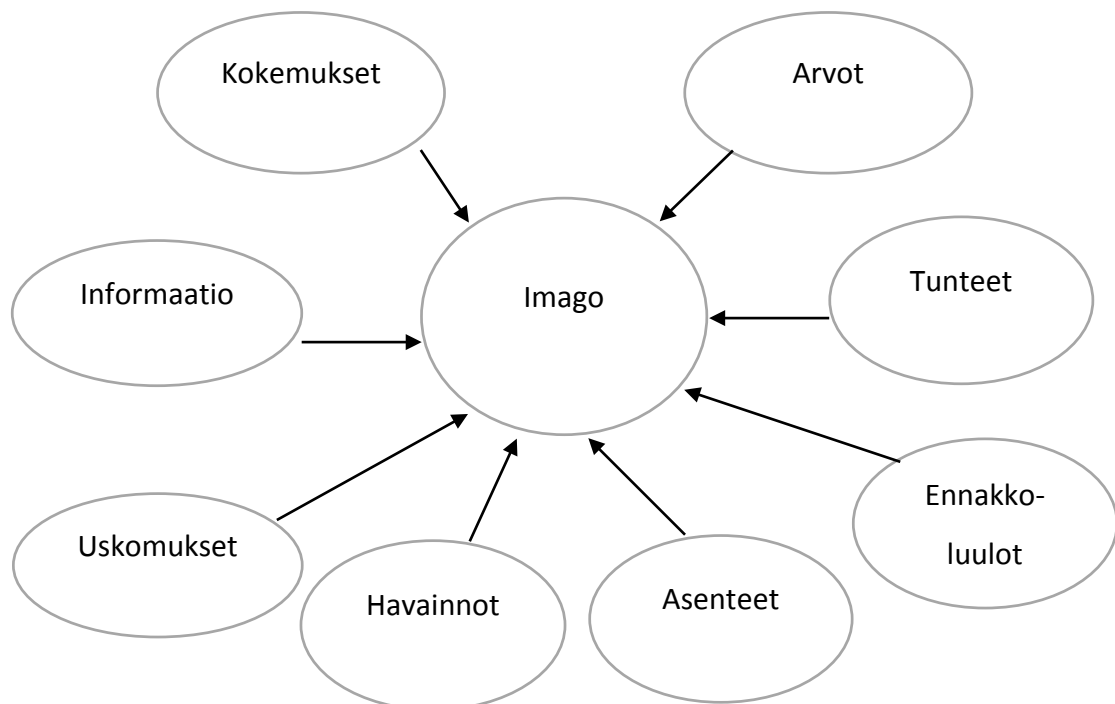 Kokemukset
Arvot
Informaatio
Imago
Tunteet
Uskomukset
Havainnot
Asenteet
Ennakko-
luulot